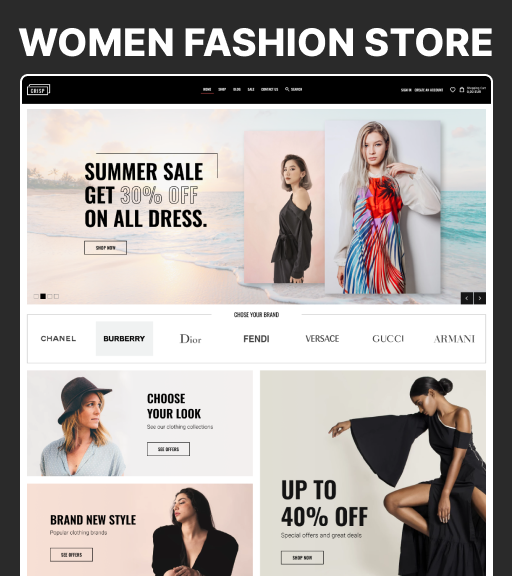 WOMEN FASHION STORE
CRISP
HOME SHOP BLOG SALE CONTACT US SEARCH
SIGN IN CREATE AN ACCOUNT
Shopping Cart
SUMMER SALE
GET 30% OFF
ON ALL DRESS.
SHOP NOW
CHOSE YOUR BRAND
CHANEL
BURBERRY
Dior
FENDI
VERSACE
GUCCI
ARMANI
CHOOSE
YOUR LOOK
See our clothing collections
SEE OFFERS
UP TO
40% OFF
Special offers and great deals
SHOP NOW
BRAND NEW STYLE
Popular clothing brands
SEE OFFERS